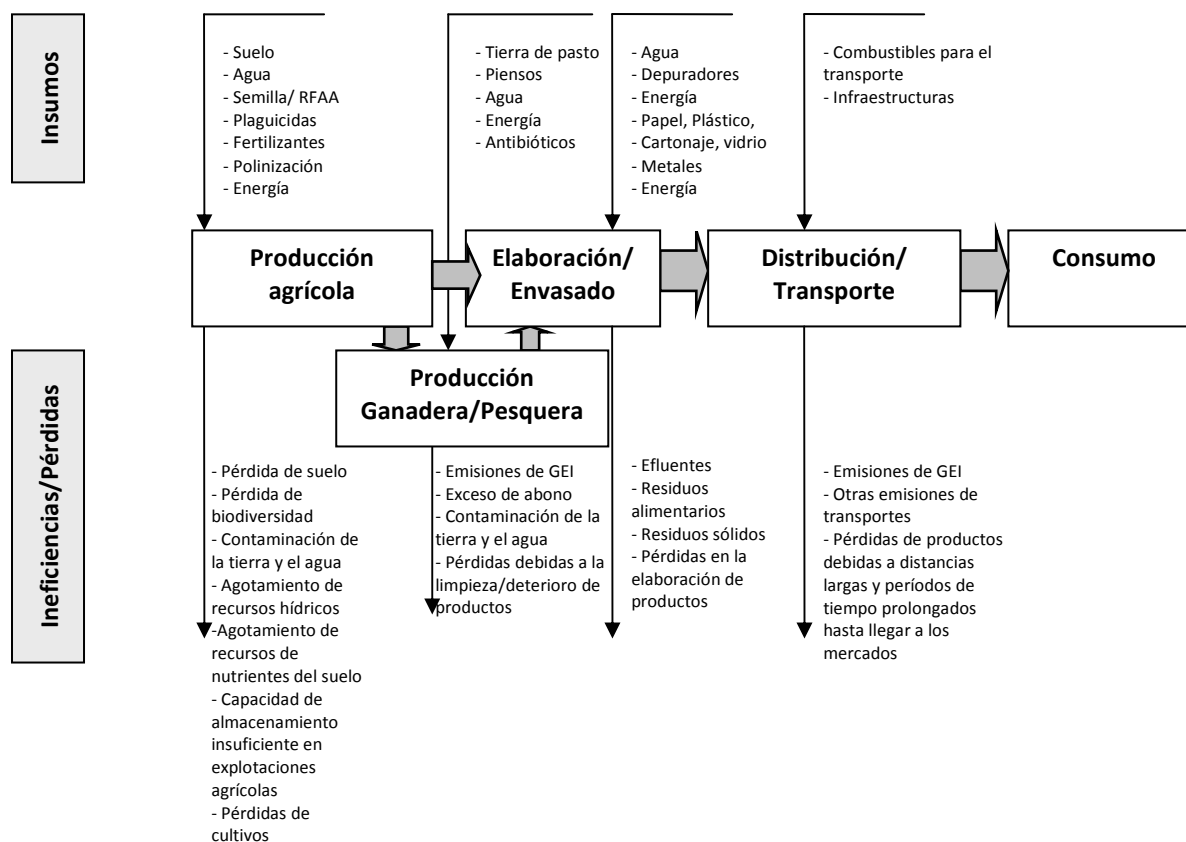 Insumos
- Suelo
- Agua
- Semilla/ RFAA
- Plaguicidas
- Fertilizantes
- Polinización
- Energía
- Tierra de pasto
- Piensos
- Agua
- Energía
- Antibióticos
- Agua
- Depuradores
- Energía
- Papel, Plástico,
- Cartonaje, vidrio
- Metales
- Energía
- Combustibles para el
transporte
- Infraestructuras
Producción
agrícola
Elaboración/
Envasado
Distribución/
Transporte
Consumo
Producción
Ganadera/Pesquera
Ineficiencias/Pérdidas
- Pérdida de suelo
- Pérdida de
biodiversidad
- Contaminación de
la tierra y el agua
- Agotamiento de
recursos hídricos
-Agotamiento de
recursos de
nutrientes del suelo
- Capacidad de
almacenamiento
insuficiente en
explotaciones
agrícolas
- Pérdidas de
cultivos
- Emisiones de GEI
- Exceso de abono
- Contaminación de la
tierra y el agua
- Pérdidas debidas a la
limpieza/deterioro de
productos
- Efluentes
- Residuos
alimentarios
- Residuos sólidos
- Pérdidas en la
elaboración de
productos
- Emisiones de GEI
- Otras emisiones de
transportes
- Pérdidas de productos
debidas a distancias
largas y períodos de
tiempo prolongados
hasta llegar a los
mercados